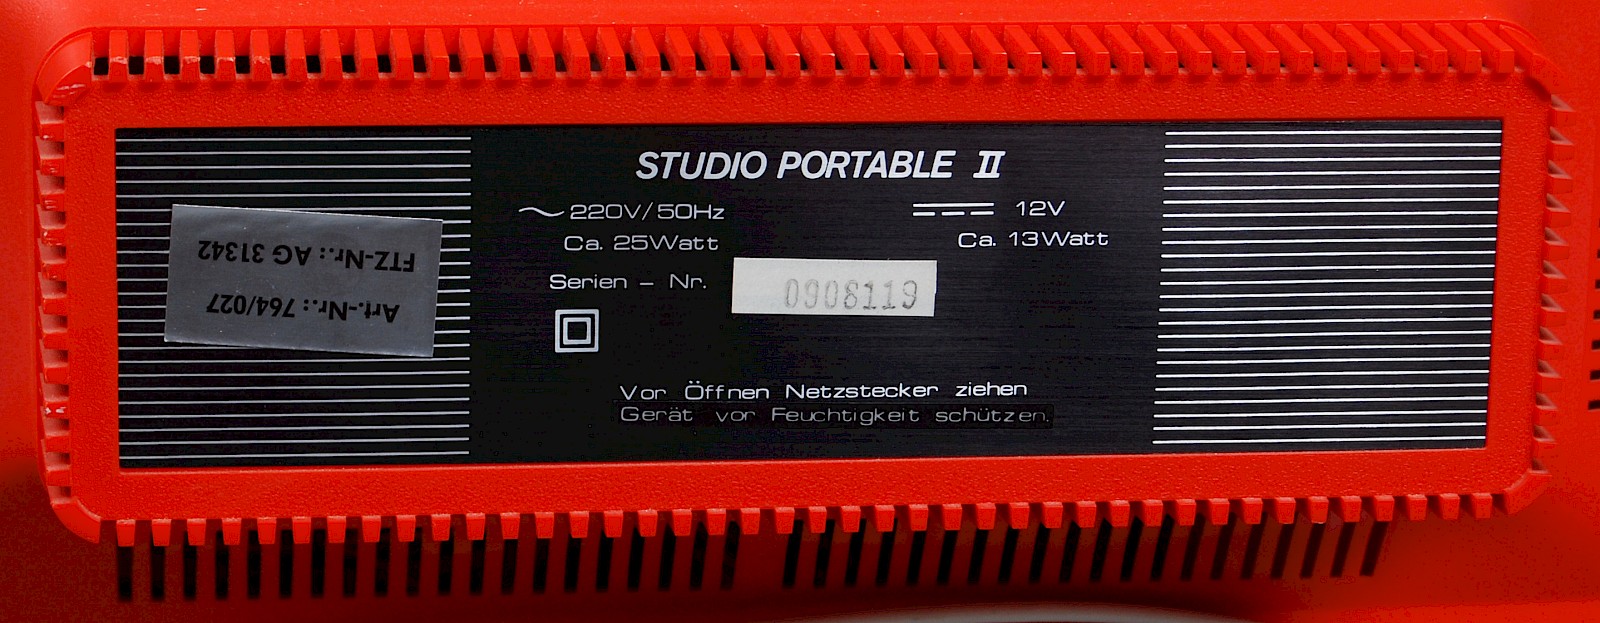 STUDIO PORTABLE II
~ 220V/50Hz
Ca. 25Watt
12V
Ca. 13Watt
Serien – Nr. 0908119
Vor Öffnen Netzstecker ziehen
Gerät vor Feuchtigkeit schützen.
Art.-Nr.: 764/027
FTZ-Nr.: AG 31342